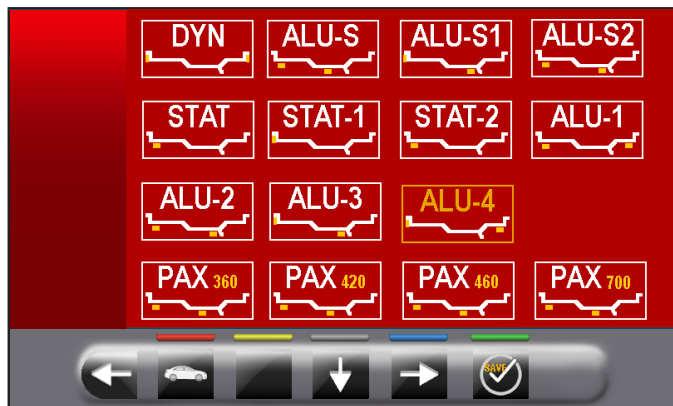 DYN ALU-S ALU-S1 ALU-S2
STAT STAT-1 STAT-2 ALU-1
ALU-2 ALU-3 ALU-4
PAX 360 PAX 420 PAX 460 PAX 700
SAVE